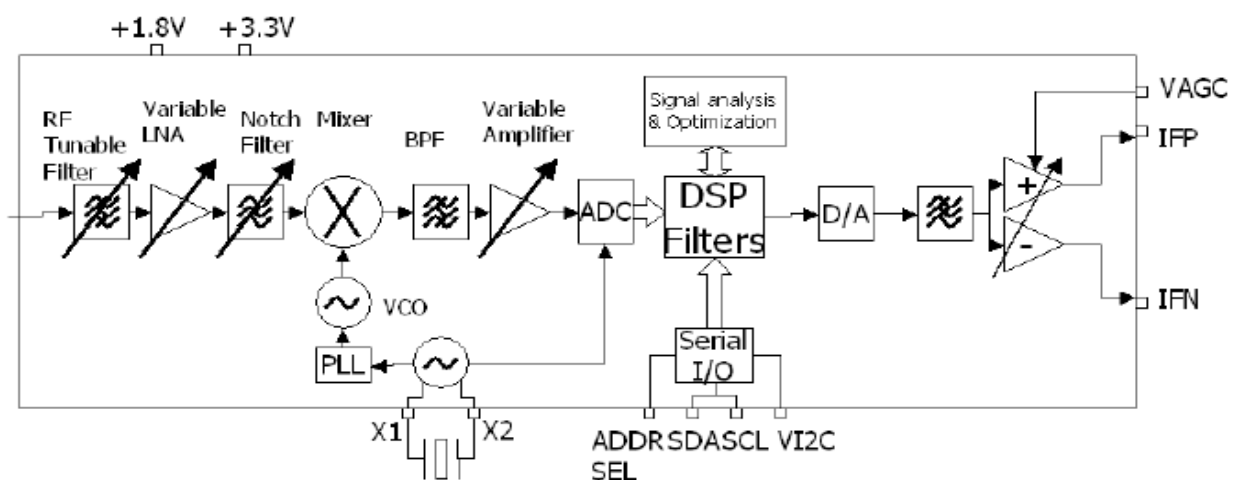 +1.8V
+3.3V
RF
Tunable
Filter
Variable
LNA
Notch
Filter
Mixer
BPF
Variable
Amplifier
Signal analysis
& Optimization
VAGC
IFP
ADC
DSP
Filters
D/A
+
-
IFN
VCO
PLL
Serial
I/O
X1
X2
ADDR
SEL
SDA
SCL
VI2C